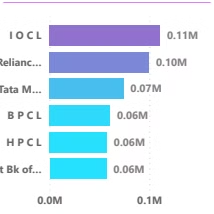 I O C L 0.11M
Relianc... 0.10M
Tata M... 0.07M
B P C L 0.06M
H P C L 0.06M
t Bk of... 0.06M
0.0M 0.1M